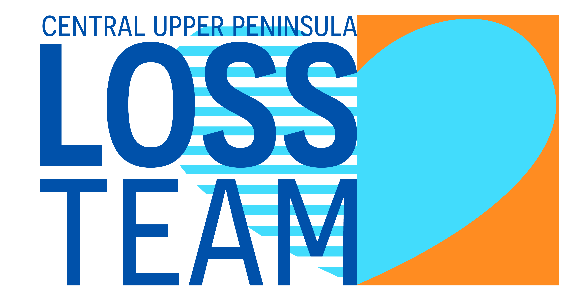 CENTRAL UPPER PENINSULA
LOSS
TEAM